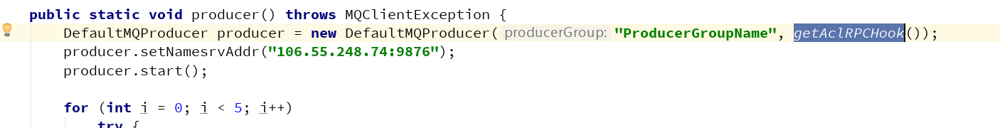 public static void producer() throws MQClientException {
DefaultMQProducer producer = new DefaultMQProducer( producerGroup: "ProducerGroupName", getAclRPCHook());
producer.setNamesrvAddr("106.55.248.74:9876");
producer.start();
for (int i = 0; i < 5; i++)
try {